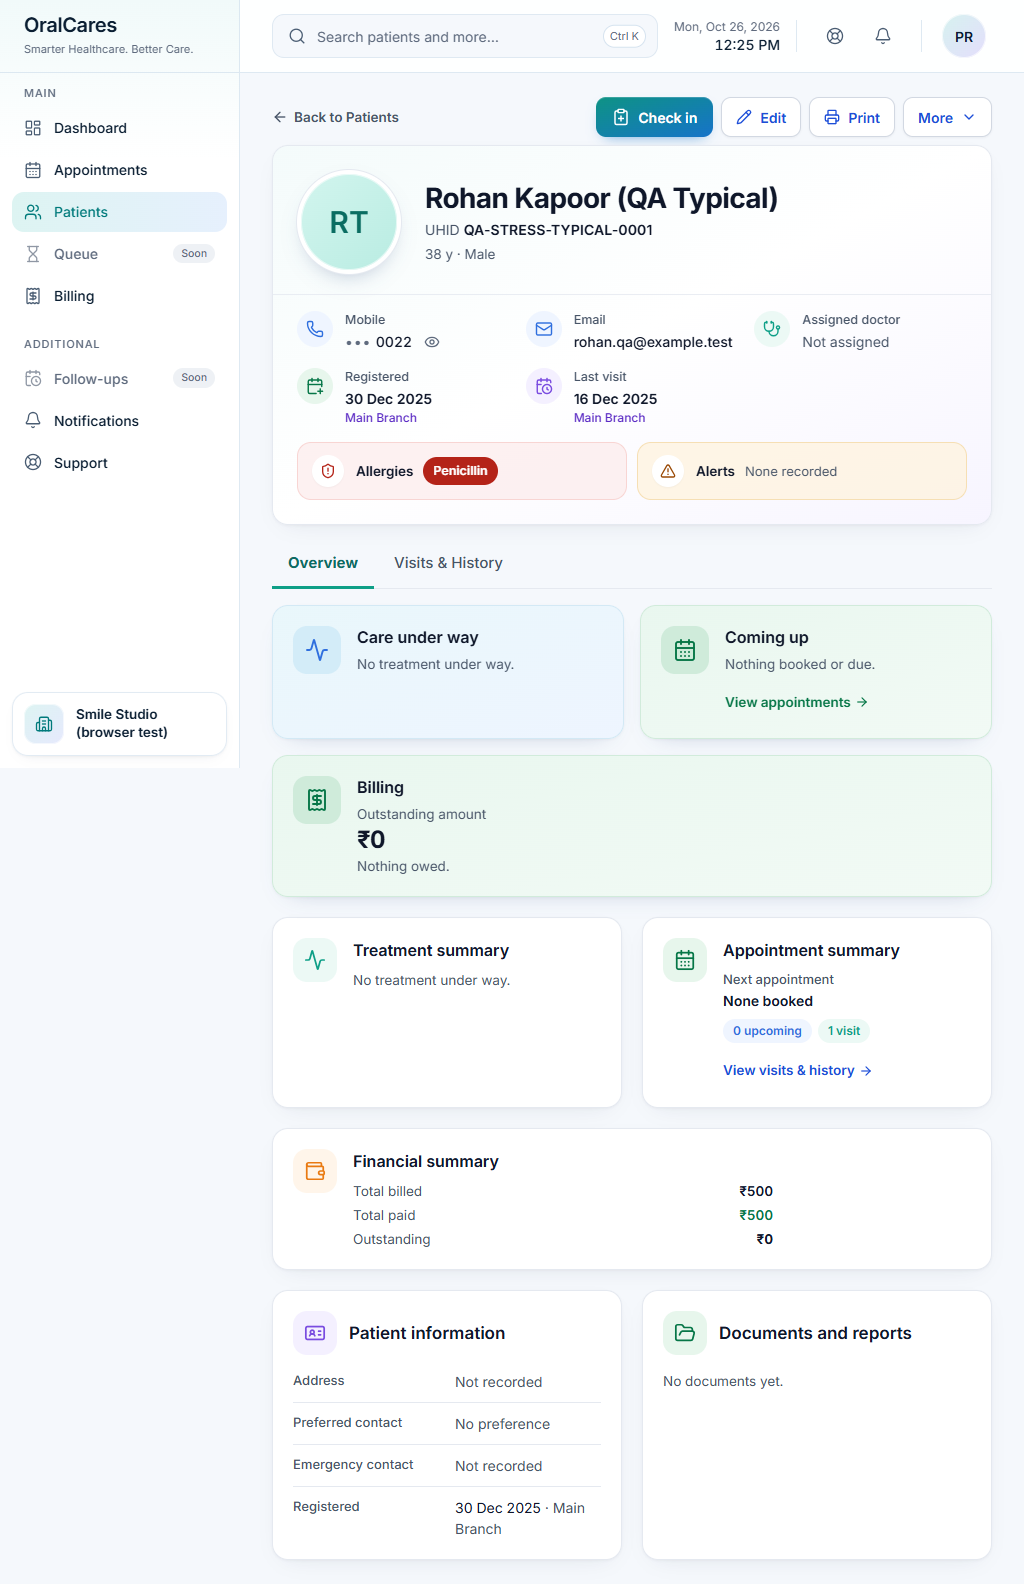 OralCares
Smarter Healthcare. Better Care.
Search patients and more...
Ctrl K
Mon, Oct 26, 2026
12:25 PM
PR
MAIN
Dashboard
Appointments
Patients
Queue
Soon
Billing
ADDITIONAL
Follow-ups
Soon
Notifications
Support
Smile Studio
(browser test)
Back to Patients
Check in
Edit
Print
More
RT
Rohan Kapoor (QA Typical)
UHID QA-STRESS-TYPICAL-0001
38 y · Male
Mobile
••• 0022
Email
rohan.qa@example.test
Assigned doctor
Not assigned
Registered
30 Dec 2025
Main Branch
Last visit
16 Dec 2025
Main Branch
Allergies Penicillin
Alerts None recorded
Overview
Visits & History
Care under way
No treatment under way.
Coming up
Nothing booked or due.
View appointments →
Billing
Outstanding amount
₹0
Nothing owed.
Treatment summary
No treatment under way.
Appointment summary
Next appointment
None booked
0 upcoming
1 visit
View visits & history →
Financial summary
Total billed ₹500
Total paid ₹500
Outstanding ₹0
Patient information
Address Not recorded
Preferred contact No preference
Emergency contact Not recorded
Registered 30 Dec 2025 · Main
Branch
Documents and reports
No documents yet.